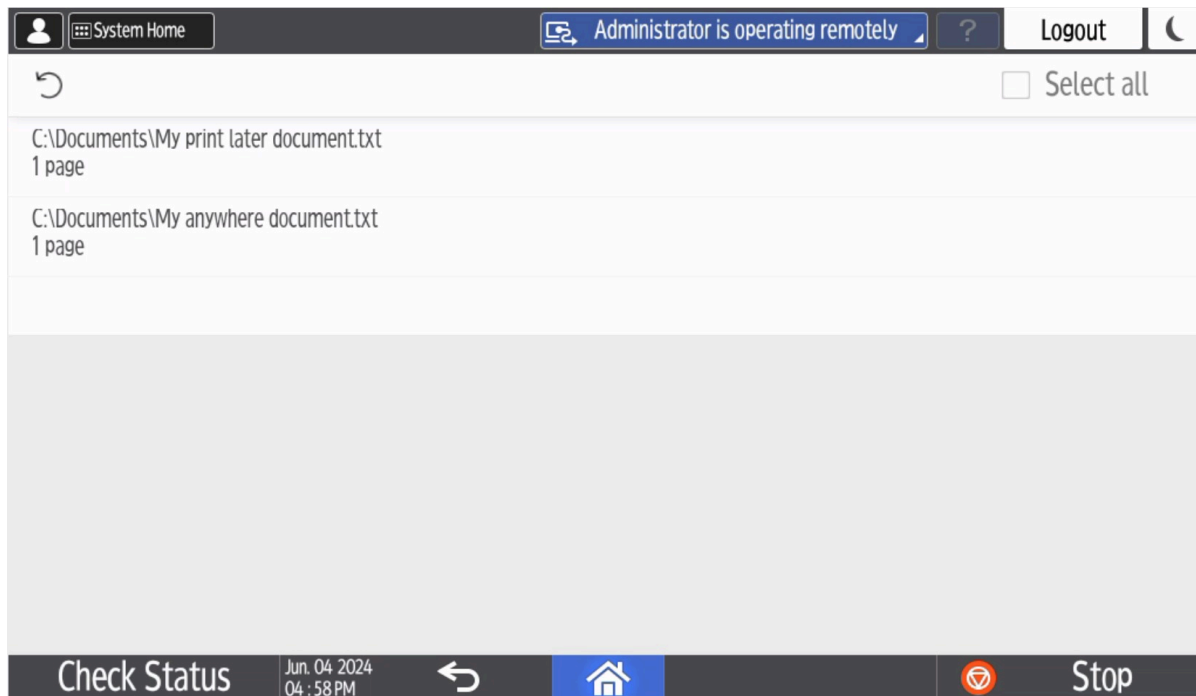 System Home
Administrator is operating remotely
?
Logout
Select all
C:\Documents\My print later document.txt
1 page
C:\Documents\My anywhere document.txt
1 page
Check Status
Jun. 04 2024
04 : 58 PM
Stop